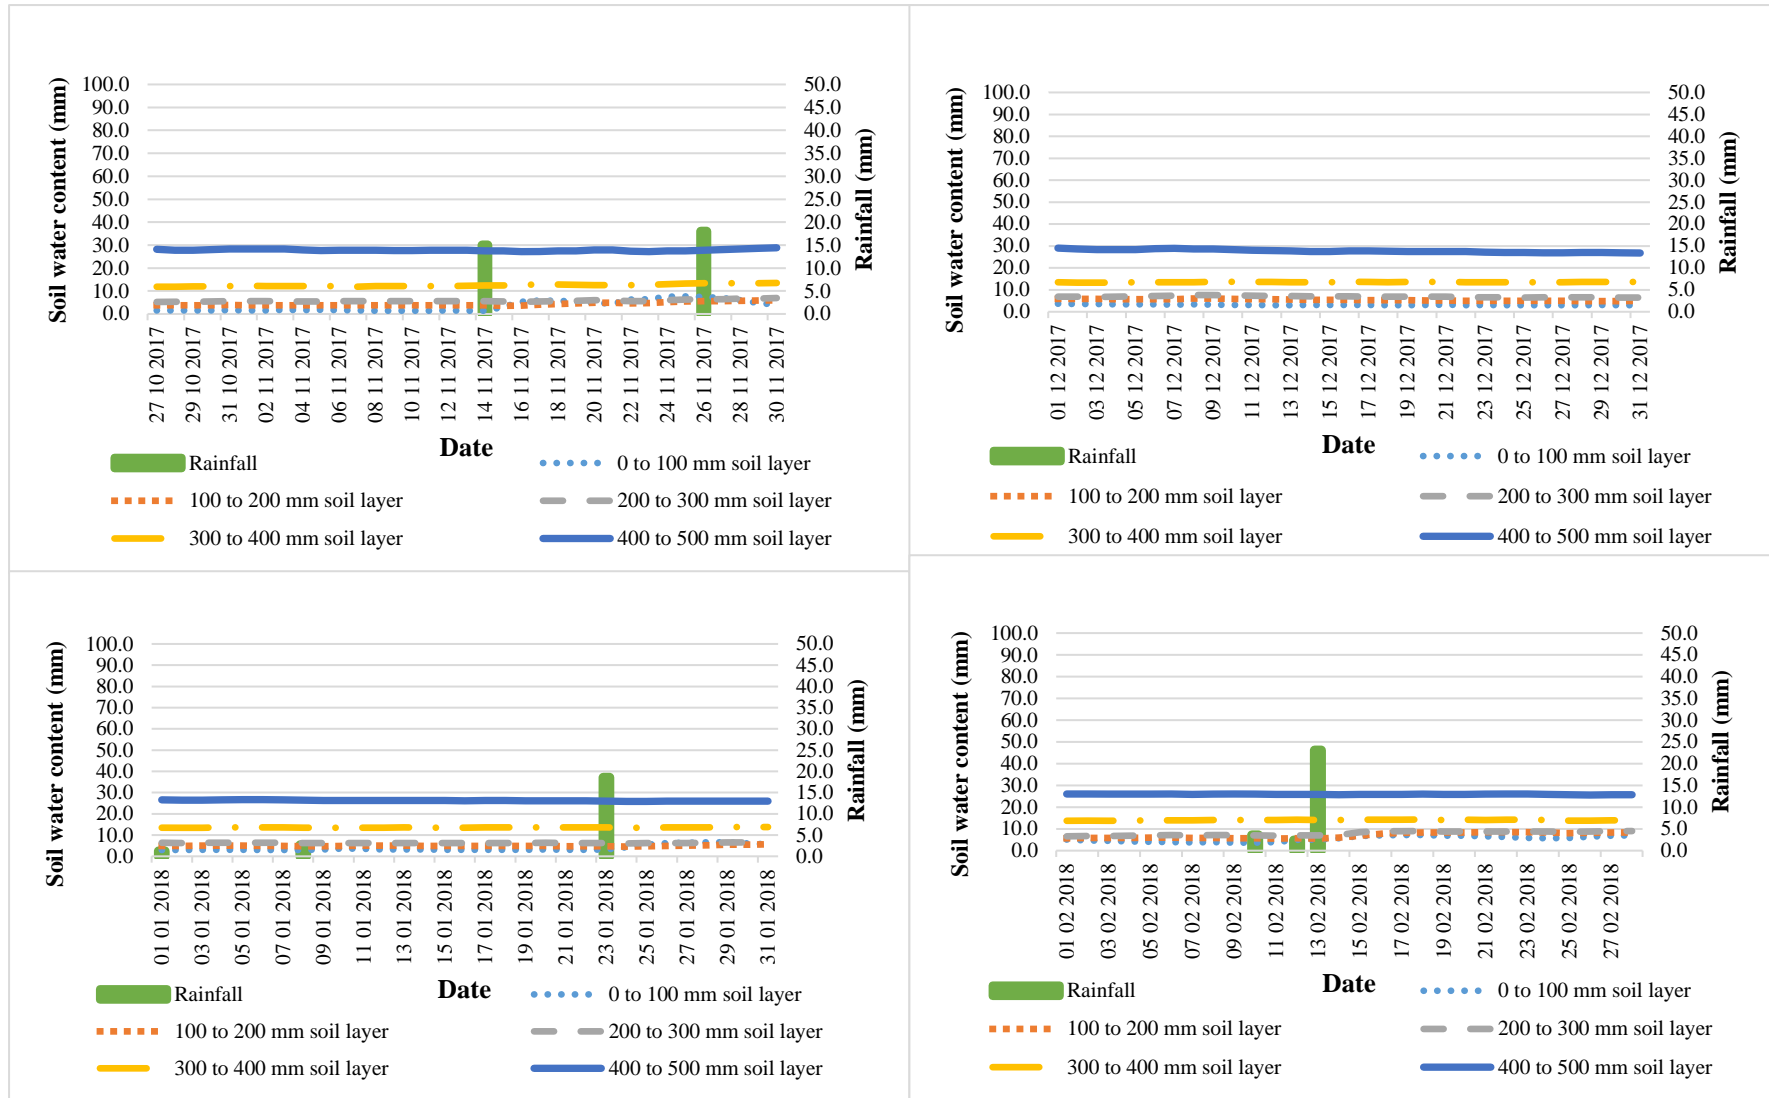 Soil water content (mm)
100.0
90.0
80.0
70.0
60.0
50.0
40.0
30.0
20.0
10.0
0.0
50.0
45.0
40.0
35.0
30.0
25.0
20.0
15.0
10.0
5.0
0.0
Rainfall (mm)
27 10 2017
29 10 2017
31 10 2017
02 11 2017
04 11 2017
06 11 2017
08 11 2017
10 11 2017
12 11 2017
14 11 2017
16 11 2017
18 11 2017
20 11 2017
22 11 2017
24 11 2017
26 11 2017
28 11 2017
30 11 2017
Date
Rainfall
0 to 100 mm soil layer
100 to 200 mm soil layer
200 to 300 mm soil layer
300 to 400 mm soil layer
400 to 500 mm soil layer
Soil water content (mm)
100.0
90.0
80.0
70.0
60.0
50.0
40.0
30.0
20.0
10.0
0.0
50.0
45.0
40.0
35.0
30.0
25.0
20.0
15.0
10.0
5.0
0.0
Rainfall (mm)
01 12 2017
03 12 2017
05 12 2017
07 12 2017
09 12 2017
11 12 2017
13 12 2017
15 12 2017
17 12 2017
19 12 2017
21 12 2017
23 12 2017
25 12 2017
27 12 2017
29 12 2017
31 12 2017
Date
Rainfall
0 to 100 mm soil layer
100 to 200 mm soil layer
200 to 300 mm soil layer
300 to 400 mm soil layer
400 to 500 mm soil layer
Soil water content (mm)
100.0
90.0
80.0
70.0
60.0
50.0
40.0
30.0
20.0
10.0
0.0
50.0
45.0
40.0
35.0
30.0
25.0
20.0
15.0
10.0
5.0
0.0
Rainfall (mm)
01 01 2018
03 01 2018
05 01 2018
07 01 2018
09 01 2018
11 01 2018
13 01 2018
15 01 2018
17 01 2018
19 01 2018
21 01 2018
23 01 2018
25 01 2018
27 01 2018
29 01 2018
31 01 2018
Date
Rainfall
0 to 100 mm soil layer
100 to 200 mm soil layer
200 to 300 mm soil layer
300 to 400 mm soil layer
400 to 500 mm soil layer
Soil water content (mm)
100.0
90.0
80.0
70.0
60.0
50.0
40.0
30.0
20.0
10.0
0.0
50.0
45.0
40.0
35.0
30.0
25.0
20.0
15.0
10.0
5.0
0.0
Rainfall (mm)
01 02 2018
03 02 2018
05 02 2018
07 02 2018
09 02 2018
11 02 2018
13 02 2018
15 02 2018
17 02 2018
19 02 2018
21 02 2018
23 02 2018
25 02 2018
27 02 2018
Date
Rainfall
0 to 100 mm soil layer
100 to 200 mm soil layer
200 to 300 mm soil layer
300 to 400 mm soil layer
400 to 500 mm soil layer